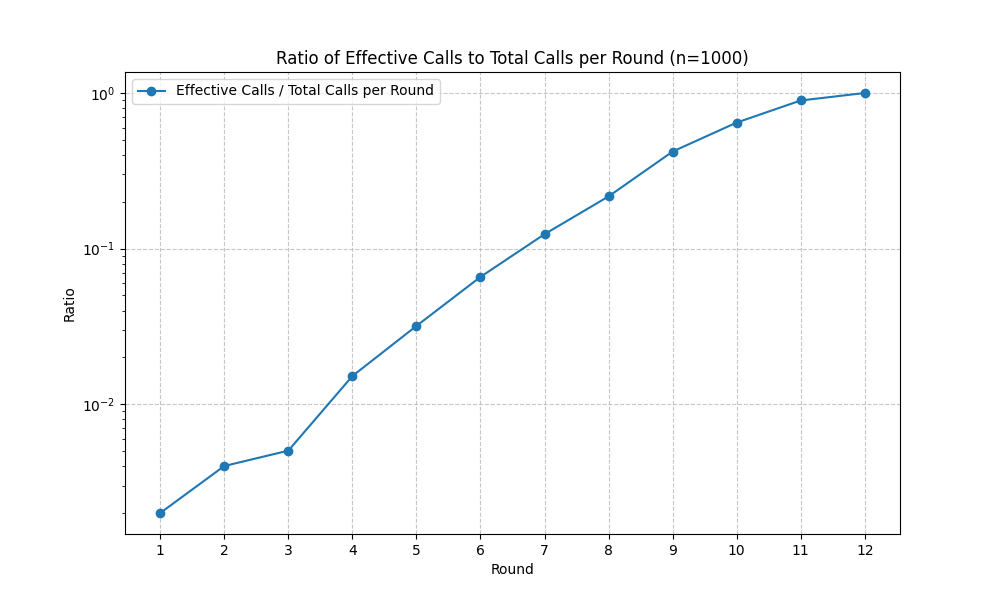 Ratio of Effective Calls to Total Calls per Round (n=1000)
Effective Calls / Total Calls per Round
10⁰
10⁻¹
10⁻²
Ratio
1 2 3 4 5 6 7 8 9 10 11 12
Round